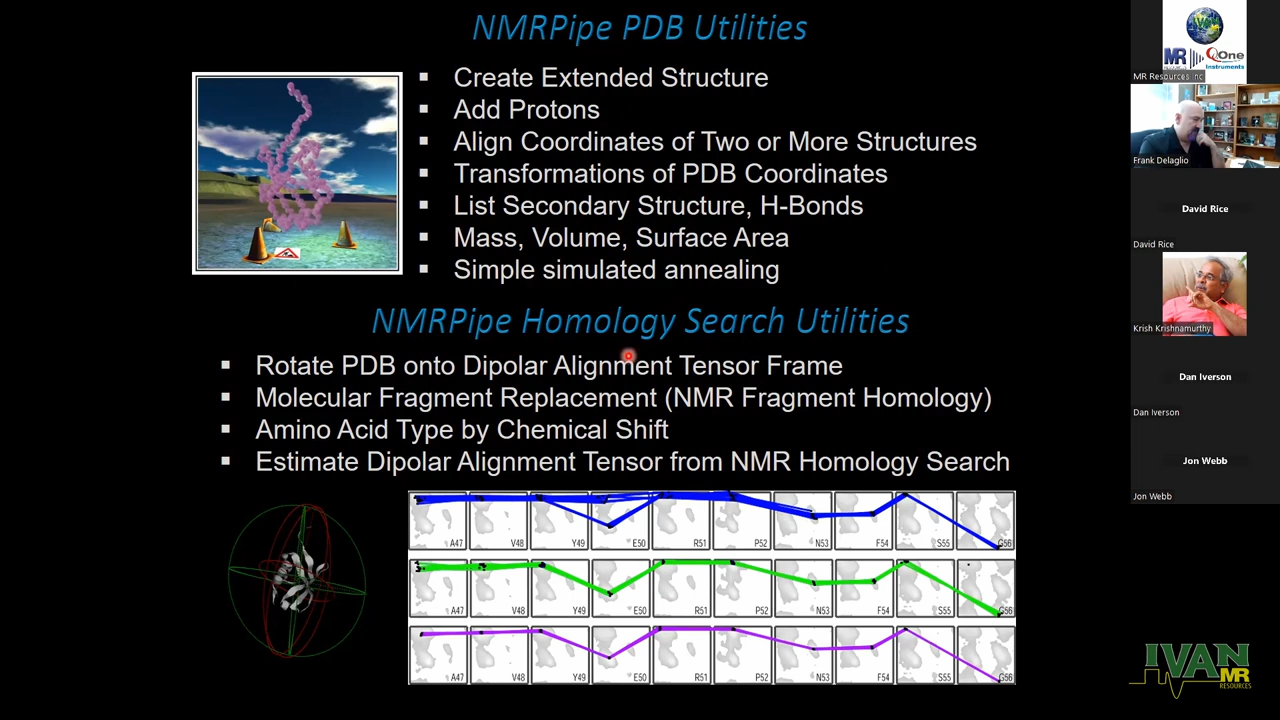 NMRPipe PDB Utilities
▪ Create Extended Structure
▪ Add Protons
▪ Align Coordinates of Two or More Structures
▪ Transformations of PDB Coordinates
▪ List Secondary Structure, H-Bonds
▪ Mass, Volume, Surface Area
▪ Simple simulated annealing
NMRPipe Homology Search Utilities
▪ Rotate PDB onto Dipolar Alignment Tensor Frame
▪ Molecular Fragment Replacement (NMR Fragment Homology)
▪ Amino Acid Type by Chemical Shift
▪ Estimate Dipolar Alignment Tensor from NMR Homology Search
A47 V48 Y49 E50 R51 P52 N53 F54 S55 G56
A47 V48 Y49 E50 R51 P52 N53 F54 S55 G56
A47 V48 Y49 E50 R51 P52 N53 F54 S55 G56
IVAN
MR
QOne
Instruments
MR Resources Inc
Frank Delaglio
David Rice
David Rice
Krish Krishnamurthy
Dan Iverson
Dan Iverson
Jon Webb
Jon Webb
IVAN
MR
RESOURCES